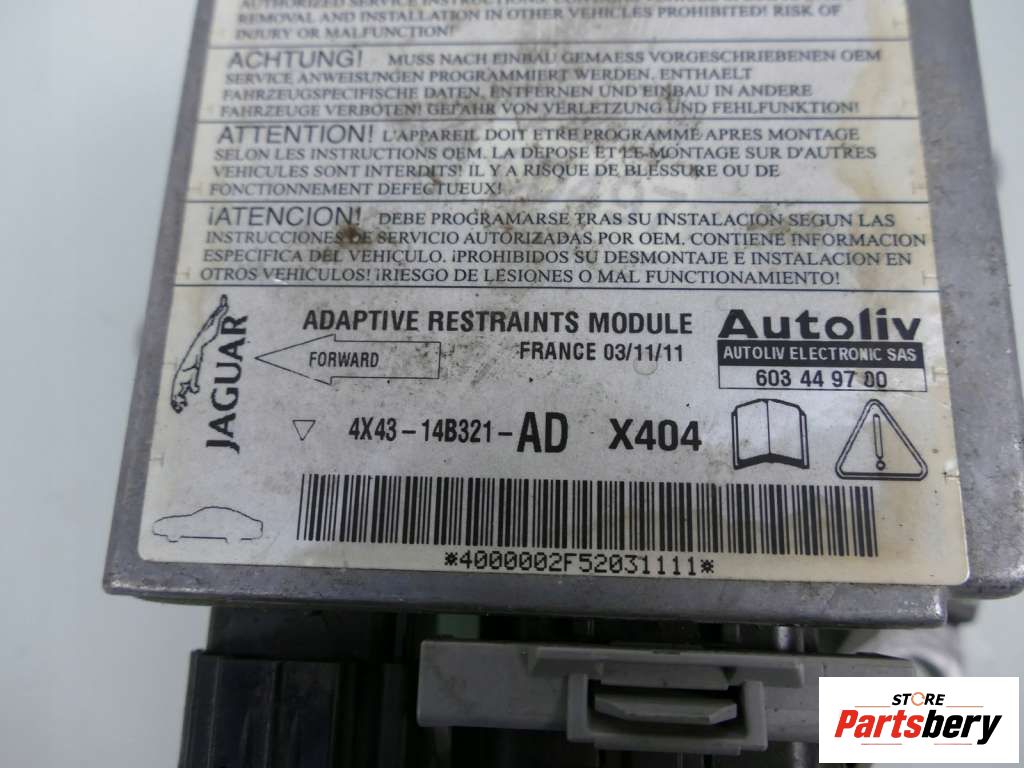 AUTHORIZED SERVICE INSTRUCTIONS.
REMOVAL AND INSTALLATION IN OTHER VEHICLES PROHIBITED! RISK OF
INJURY OR MALFUNCTION!
ACHTUNG! MUSS NACH EINBAU GEMAESS VORGESCHRIEBENEN OEM
SERVICE ANWEISUNGEN PROGRAMMIERT WERDEN, ENTHAELT
FAHRZEUGSPEZIFISCHE DATEN, ENTFERNEN UND EINBAU IN ANDERE
FAHRZEUGE VERBOTEN! GEFAHR VON VERLETZUNG UND FEHLFUNKTION!
ATTENTION! L'APPAREIL DOIT ETRE PROGRAMMÉ APRES MONTAGE
SELON LES INSTRUCTIONS OEM. LA DEPOSE ET LE MONTAGE SUR D'AUTRES
VEHICULES SONT INTERDITS! IL Y A RISQUE DE BLESSURE OU DE
FONCTIONNEMENT DEFECTUEUX!
¡ATENCION! DEBE PROGRAMARSE TRAS SU INSTALACION SEGUN LAS
INSTRUCCIONES DE SERVICIO AUTORIZADAS POR OEM. CONTIENE INFORMACION
ESPECIFICA DEL VEHICULO. ¡PROHIBIDOS SU DESMONTAJE E INSTALACION EN
OTROS VEHICULOS! ¡RIESGO DE LESIONES O MAL FUNCTIONAMIENTO!
JAGUAR
ADAPTIVE RESTRAINTS MODULE
FRANCE 03/11/11
FORWARD
Autoliv
AUTOLIV ELECTRONIC SAS
603 44 97 00
4X43-14B321-AD X404
*4000002F52031111*
STORE
Partsbery